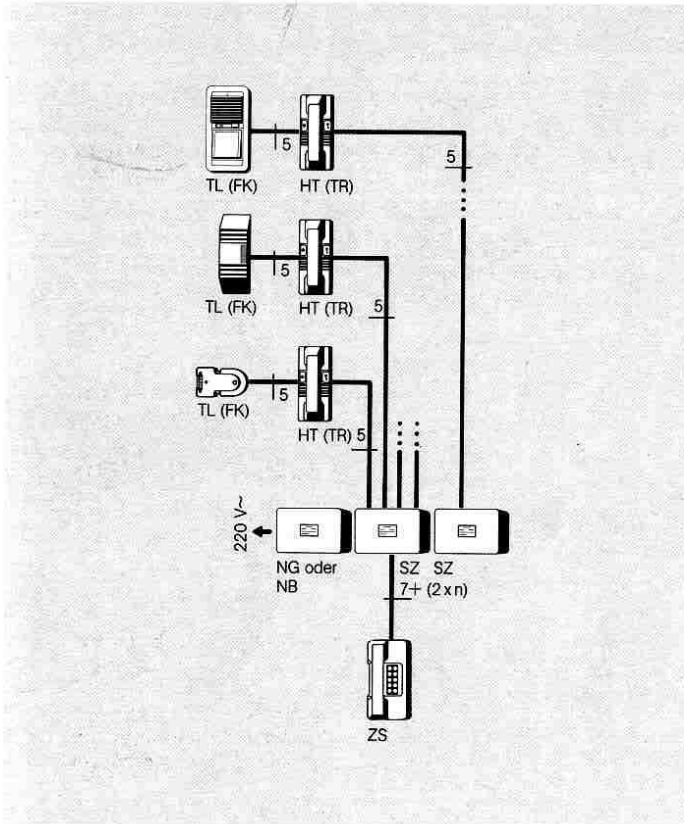 5
5
TL (FK)
HT (TR)
5
5
TL (FK)
HT (TR)
5
TL (FK)
HT (TR) 5
220 V~
NG oder
NB
SZ
SZ
7+ (2 x n)
ZS